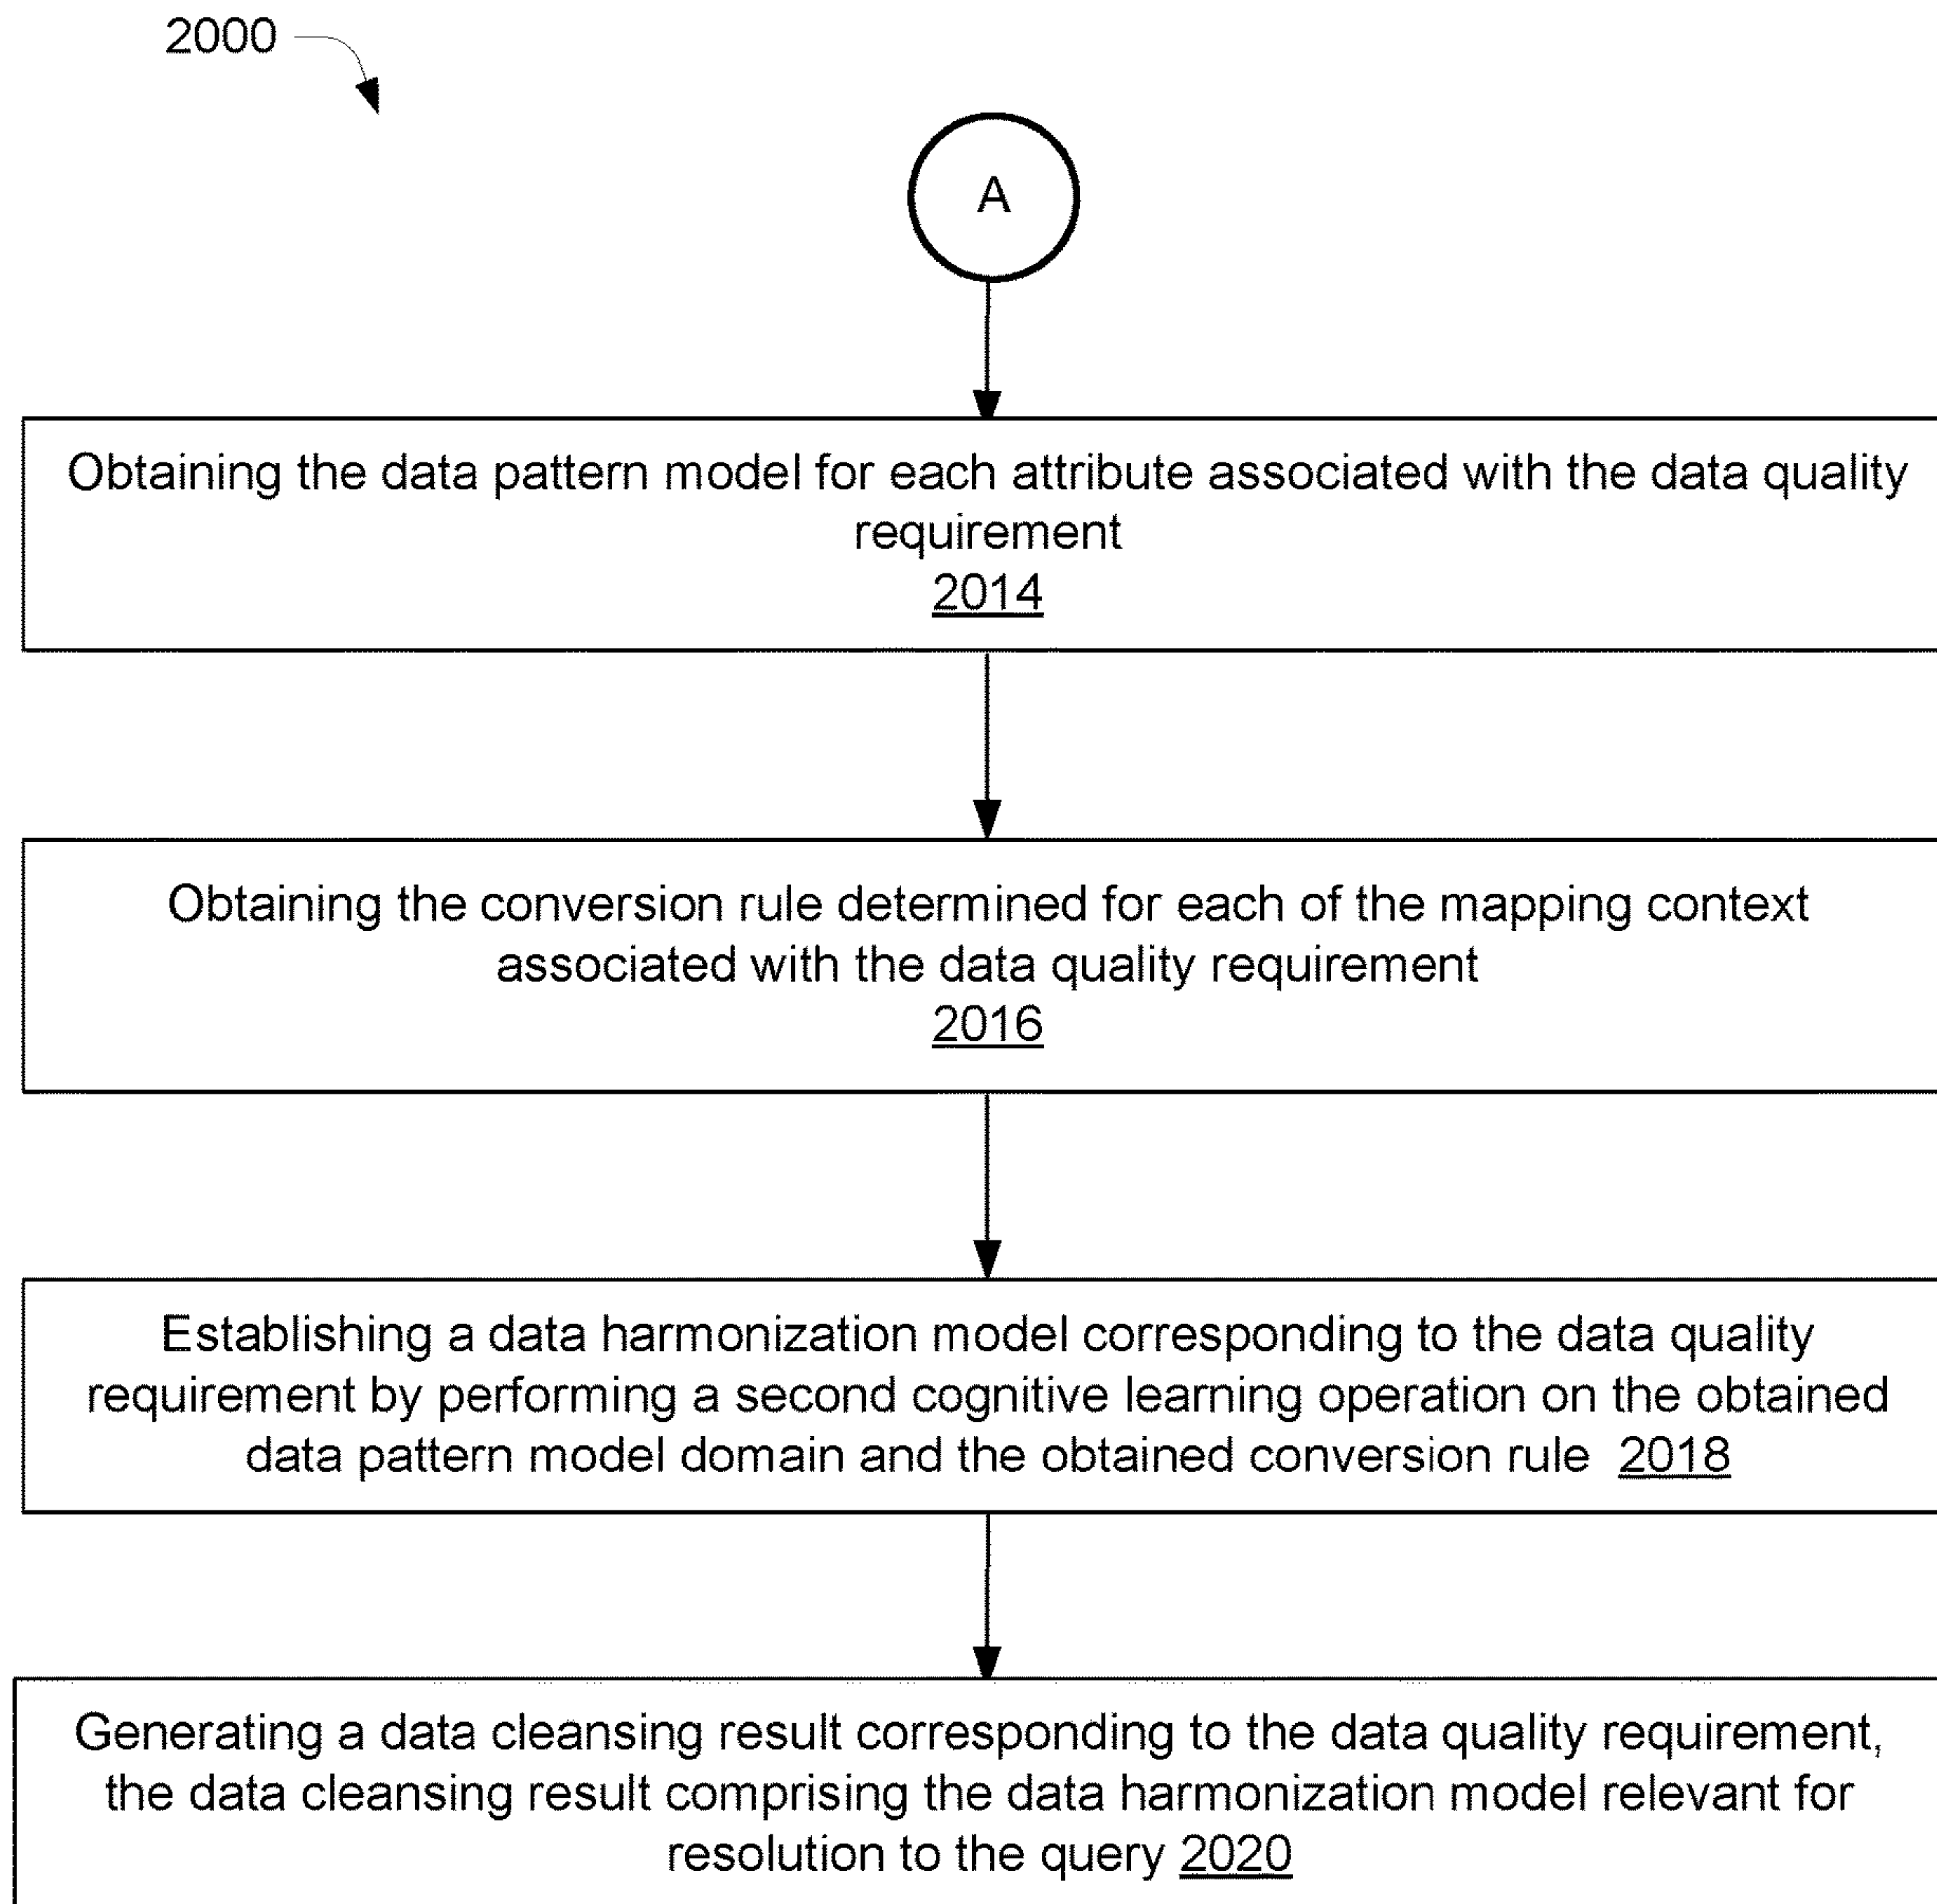 2000
A
Obtaining the data pattern model for each attribute associated with the data quality
requirement
2014
Obtaining the conversion rule determined for each of the mapping context
associated with the data quality requirement
2016
Establishing a data harmonization model corresponding to the data quality
requirement by performing a second cognitive learning operation on the obtained
data pattern model domain and the obtained conversion rule 2018
Generating a data cleansing result corresponding to the data quality requirement,
the data cleansing result comprising the data harmonization model relevant for
resolution to the query 2020